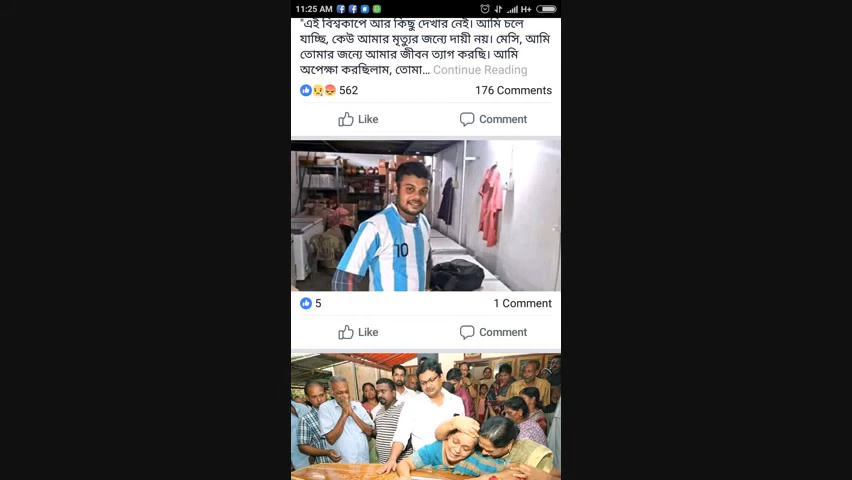 11:25 AM
H+
"এই বিশ্বকাপে আর কিছু দেখার নেই। আমি চলে
যাচ্ছি, কেউ আমার মৃত্যুর জন্যে দায়ী নয়। মেসি, আমি
তোমার জন্যে আমার জীবন ত্যাগ করছি। আমি
অপেক্ষা করছিলাম, তোমা... Continue Reading
562 176 Comments
Like Comment
10
5 1 Comment
Like Comment